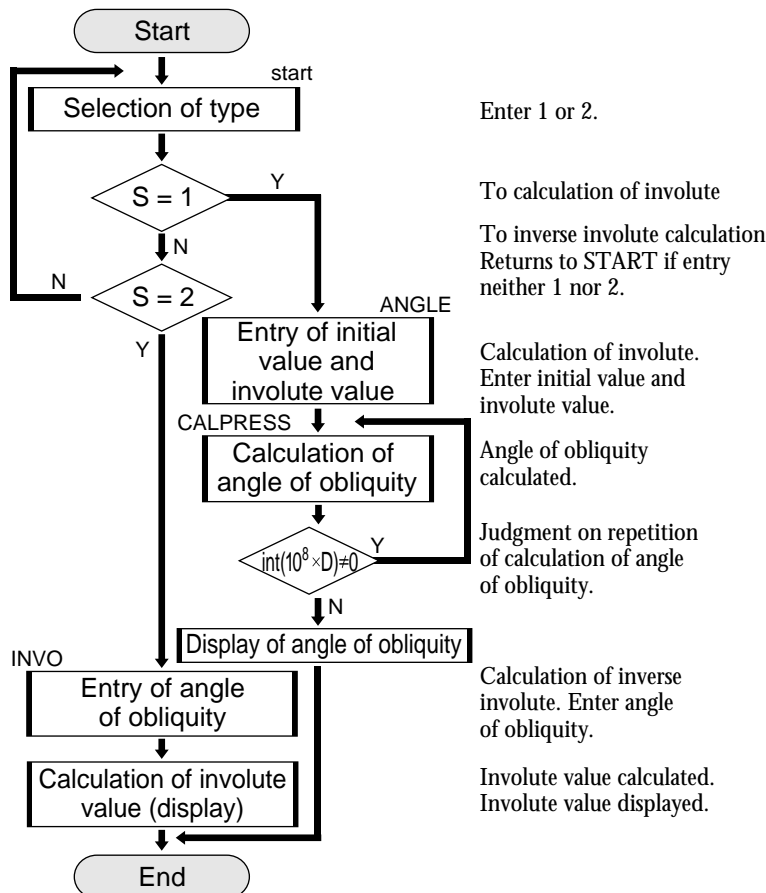 Start
start
Selection of type
Enter 1 or 2.
Y
S = 1
To calculation of involute
N
To inverse involute calculation
Returns to START if entry
neither 1 nor 2.
N
S = 2
Y
ANGLE
Entry of initial
value and
involute value
Calculation of involute.
Enter initial value and
involute value.
CALPRESS
Calculation of
angle of obliquity
Angle of obliquity
calculated.
int(10⁸ ×D)≠0
Y
Judgment on repetition
of calculation of angle
of obliquity.
N
Display of angle of obliquity
INVO
Entry of angle
of obliquity
Calculation of inverse
involute. Enter angle
of obliquity.
Calculation of involute
value (display)
Involute value calculated.
Involute value displayed.
End